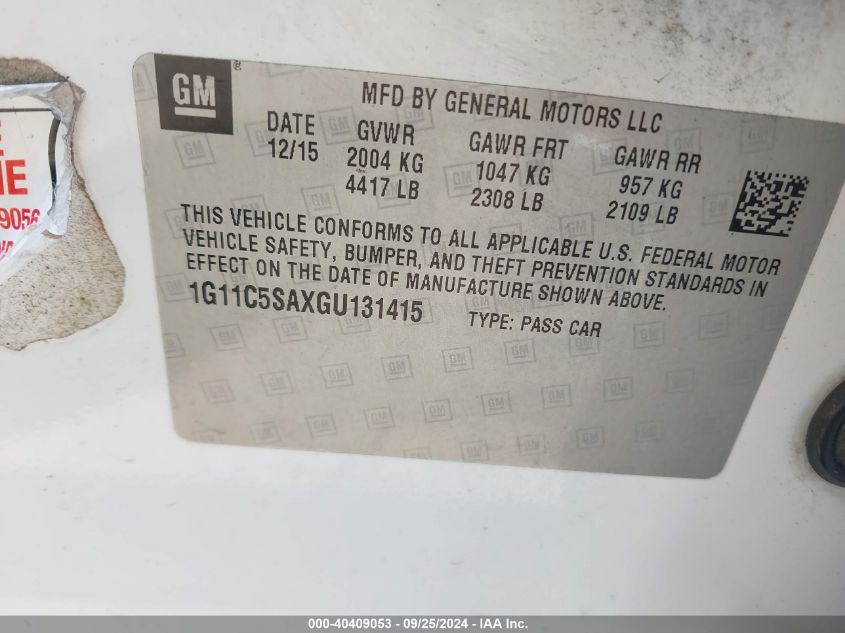 GM
MFD BY GENERAL MOTORS LLC
DATE GVWR GAWR FRT GAWR RR
12/15 2004 KG 1047 KG 957 KG
4417 LB 2308 LB 2109 LB
THIS VEHICLE CONFORMS TO ALL APPLICABLE U.S. FEDERAL MOTOR
VEHICLE SAFETY, BUMPER, AND THEFT PREVENTION STANDARDS IN
EFFECT ON THE DATE OF MANUFACTURE SHOWN ABOVE.
1G11C5SAXGU131415 TYPE: PASS CAR
9056
000-40409053 - 09/25/2024 - IAA Inc.